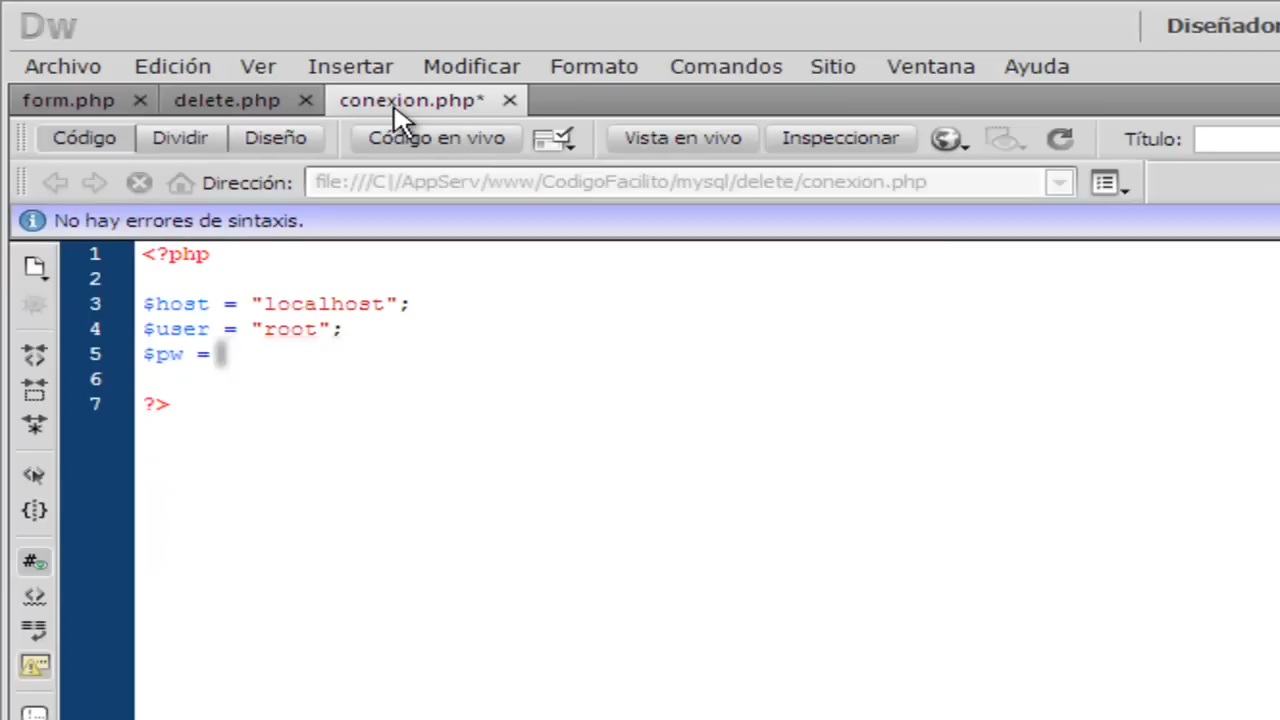 Dw
Diseñador
Archivo Edición Ver Insertar Modificar Formato Comandos Sitio Ventana Ayuda
form.php delete.php conexion.php*
Código Dividir Diseño Código en vivo Vista en vivo Inspeccionar Título:
Dirección: file:///C|/AppServ/www/CodigoFacilito/mysql/delete/conexion.php
No hay errores de sintaxis.
1 <?php
2
3 $host = "localhost";
4 $user = "root";
5 $pw =
6
7 ?>